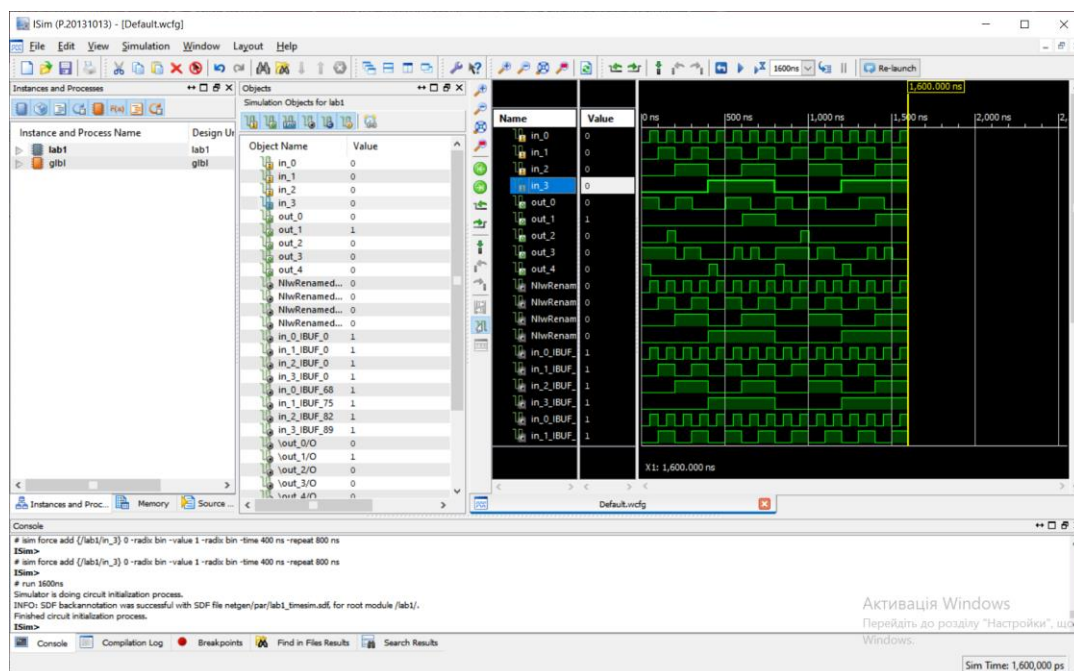 ISim (P.20131013) - [Default.wcfg]
File Edit View Simulation Window Layout Help
1600ns Re-launch
Instances and Processes
Instance and Process Name Design Un
lab1 lab1
glbl glbl
Instances and Proc... Memory Source ...
Objects
Simulation Objects for lab1
Object Name Value
in_0 0
in_1 0
in_2 0
in_3 0
out_0 0
out_1 1
out_2 0
out_3 0
out_4 0
NlwRenamed... 0
NlwRenamed... 0
NlwRenamed... 0
NlwRenamed... 0
in_0_IBUF_0 1
in_1_IBUF_0 1
in_2_IBUF_0 1
in_3_IBUF_0 1
in_0_IBUF_68 1
in_1_IBUF_75 1
in_2_IBUF_82 1
in_3_IBUF_89 1
\out_0/O 0
\out_1/O 1
\out_2/O 0
\out_3/O 0
\out_4/O 0
1,600.000 ns
Name Value
0 ns 500 ns 1,000 ns 1,500 ns 2,000 ns 2,
in_0 0
in_1 0
in_2 0
in_3 0
out_0 0
out_1 1
out_2 0
out_3 0
out_4 0
NlwRenam 0
NlwRenam 0
NlwRenam 0
NlwRenam 0
in_0_IBUF_ 1
in_1_IBUF_ 1
in_2_IBUF_ 1
in_3_IBUF_ 1
in_0_IBUF_ 1
in_1_IBUF_ 1
X1: 1,600.000 ns
Default.wcfg
Console
# isim force add {/lab1/in_3} 0 -radix bin -value 1 -radix bin -time 400 ns -repeat 800 ns
ISim>
# isim force add {/lab1/in_3} 0 -radix bin -value 1 -radix bin -time 400 ns -repeat 800 ns
ISim>
# run 1600ns
Simulator is doing circuit initialization process.
INFO: SDF backannotation was successful with SDF file netgen/par/lab1_timesim.sdf, for root module /lab1/.
Finished circuit initialization process.
ISim>
Активація Windows
Перейдіть до розділу "Настройки", що
Windows.
Console Compilation Log Breakpoints Find in Files Results Search Results
Sim Time: 1,600,000 ps